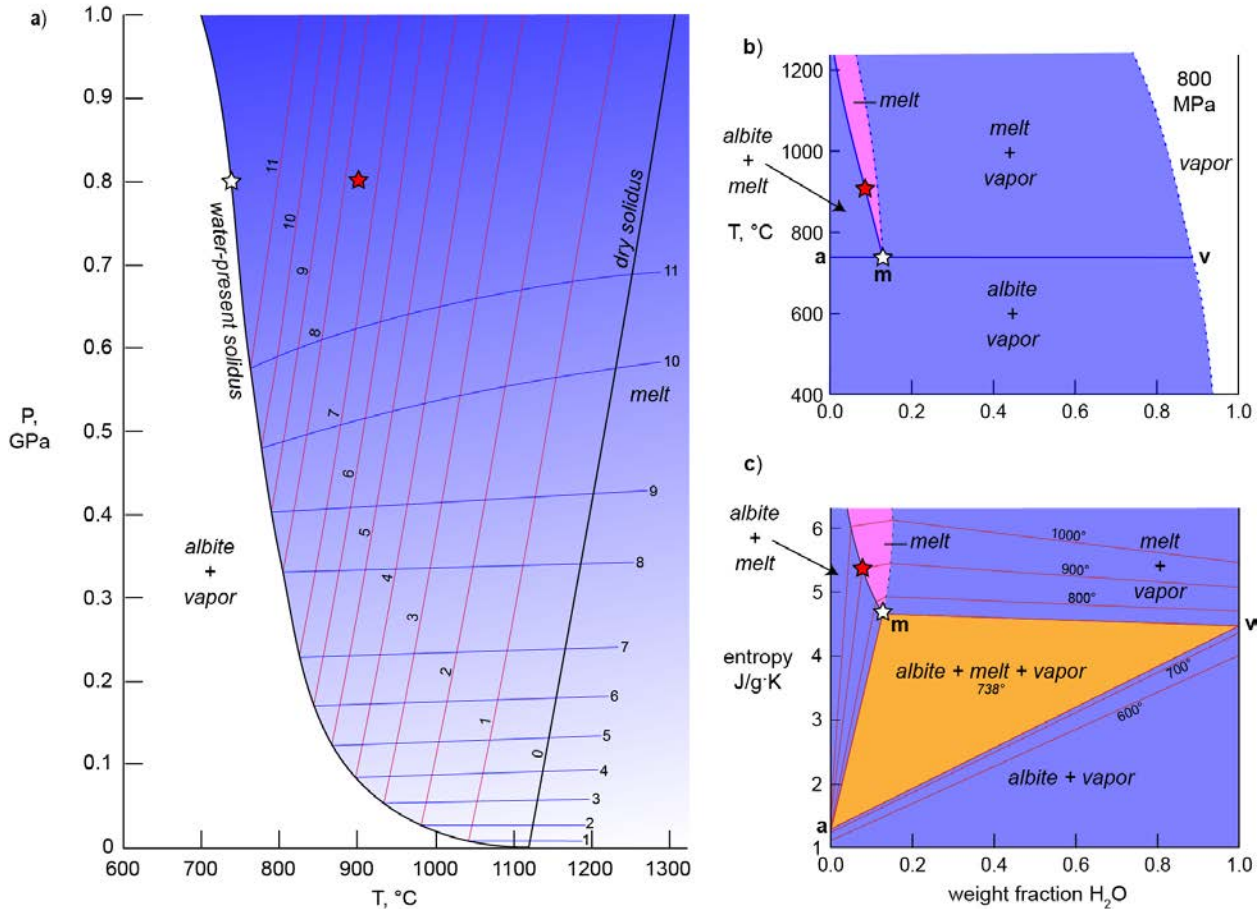 a)
1.0
0.9
0.8
0.7
0.6
0.5
0.4
0.3
0.2
0.1
0
P,
GPa
600
700
800
900
1000
1100
1200
1300
T, °C
water-present solidus
dry solidus
melt
albite
+
vapor
11
10
9
8
7
6
5
4
3
2
1
0
11
10
9
8
7
6
5
4
3
2
1
b)
1200
1000
800
600
400
T, °C
a
m
v
albite
+
melt
melt
melt
+
vapor
800
MPa
vapor
albite
+
vapor
0.0
0.2
0.4
0.6
0.8
1.0
c)
6
5
4
3
2
1
entropy
J/g·K
albite
+
melt
melt
1000°
900°
800°
melt
+
vapor
m
v
a
albite + melt + vapor
738°
700°
600°
albite + vapor
0.0
0.2
0.4
0.6
0.8
1.0
weight fraction H₂O